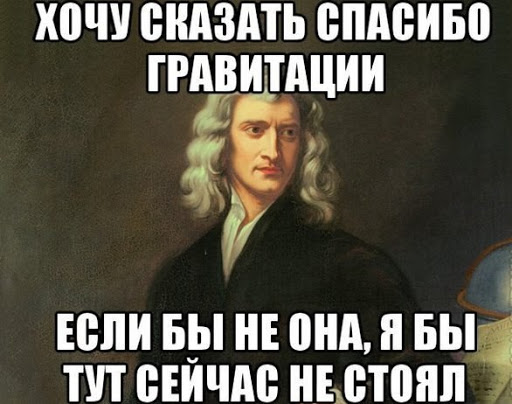 ХОЧУ СКАЗАТЬ СПАСИБО
ГРАВИТАЦИИ
ЕСЛИ БЫ НЕ ОНА, Я БЫ
ТУТ СЕЙЧАС НЕ СТОЯЛ